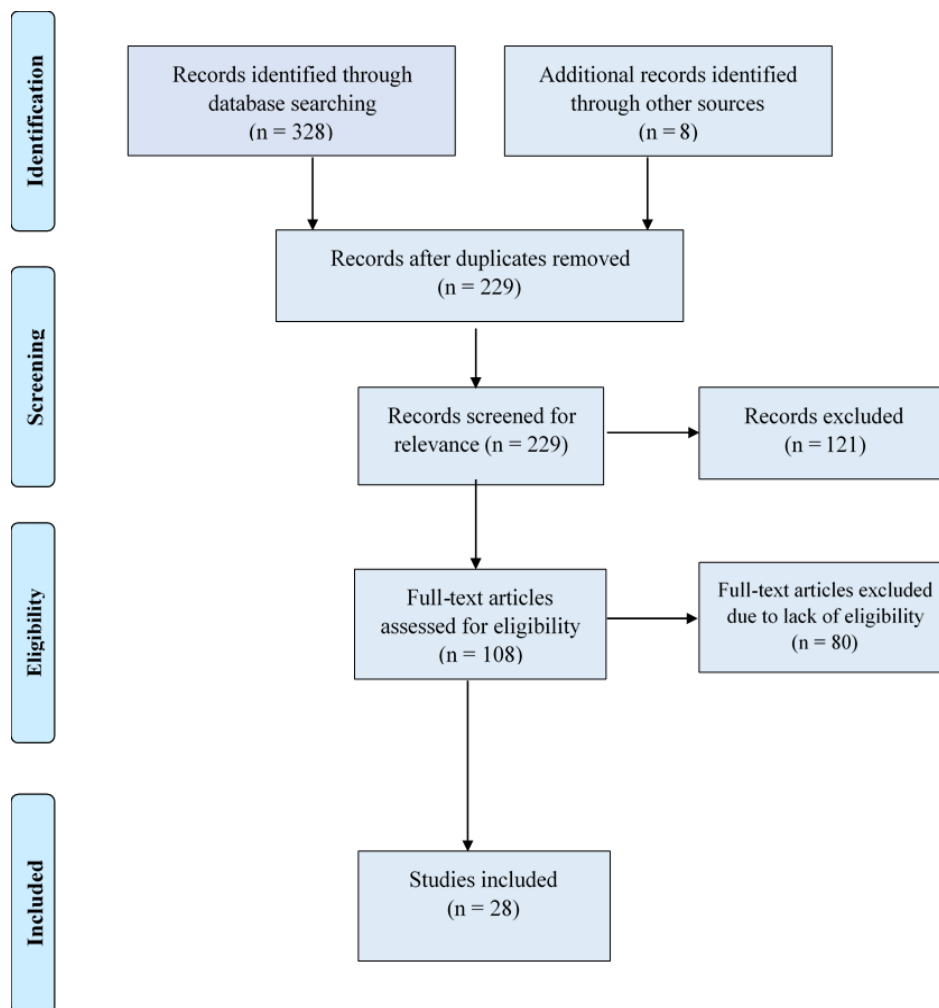 Identification
Records identified through
database searching
(n = 328)
Additional records identified
through other sources
(n = 8)
Records after duplicates removed
(n = 229)
Screening
Records screened for
relevance (n = 229)
Records excluded
(n = 121)
Eligibility
Full-text articles
assessed for eligibility
(n = 108)
Full-text articles excluded
due to lack of eligibility
(n = 80)
Included
Studies included
(n = 28)